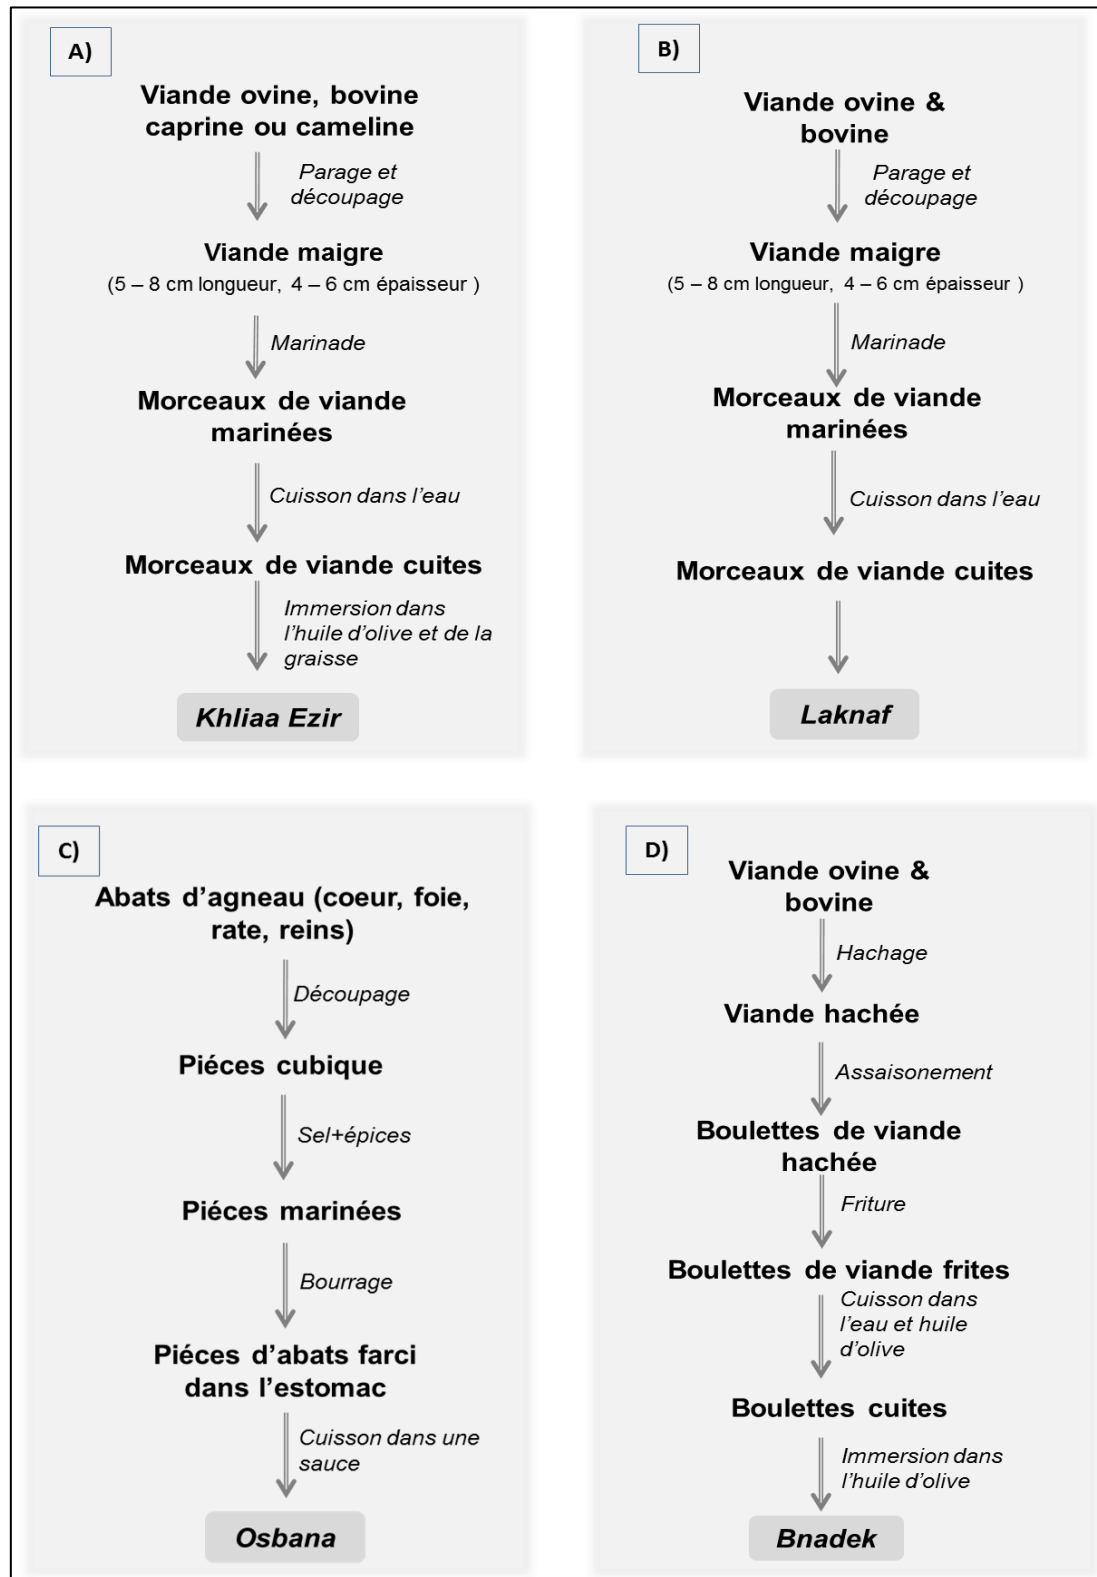 A)
Viande ovine, bovine
caprine ou cameline
Parage et
découpage
Viande maigre
(5 – 8 cm longueur, 4 – 6 cm épaisseur )
Marinade
Morceaux de viande
marinées
Cuisson dans l’eau
Morceaux de viande cuites
Immersion dans
l’huile d’olive et de la
graisse
Khliaa Ezir
B)
Viande ovine &
bovine
Parage et
découpage
Viande maigre
(5 – 8 cm longueur, 4 – 6 cm épaisseur )
Marinade
Morceaux de viande
marinées
Cuisson dans l’eau
Morceaux de viande cuites
Laknaf
C)
Abats d’agneau (coeur, foie,
rate, reins)
Découpage
Piéces cubique
Sel+épices
Piéces marinées
Bourrage
Piéces d’abats farci
dans l’estomac
Cuisson dans une
sauce
Osbana
D)
Viande ovine &
bovine
Hachage
Viande hachée
Assaisonement
Boulettes de viande
hachée
Friture
Boulettes de viande frites
Cuisson dans
l’eau et huile
d’olive
Boulettes cuites
Immersion dans
l’huile d’olive
Bnadek